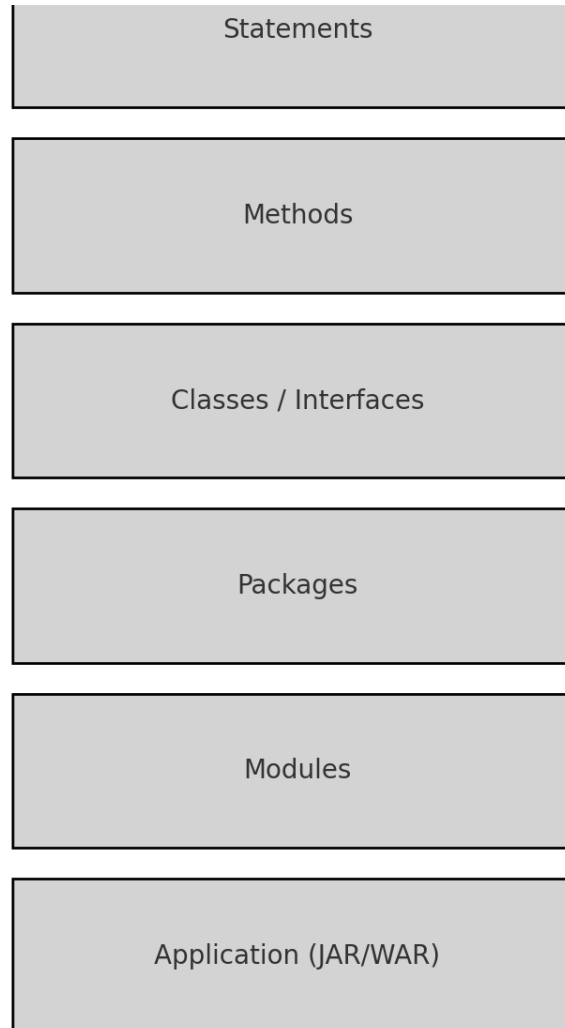 Statements
Methods
Classes / Interfaces
Packages
Modules
Application (JAR/WAR)